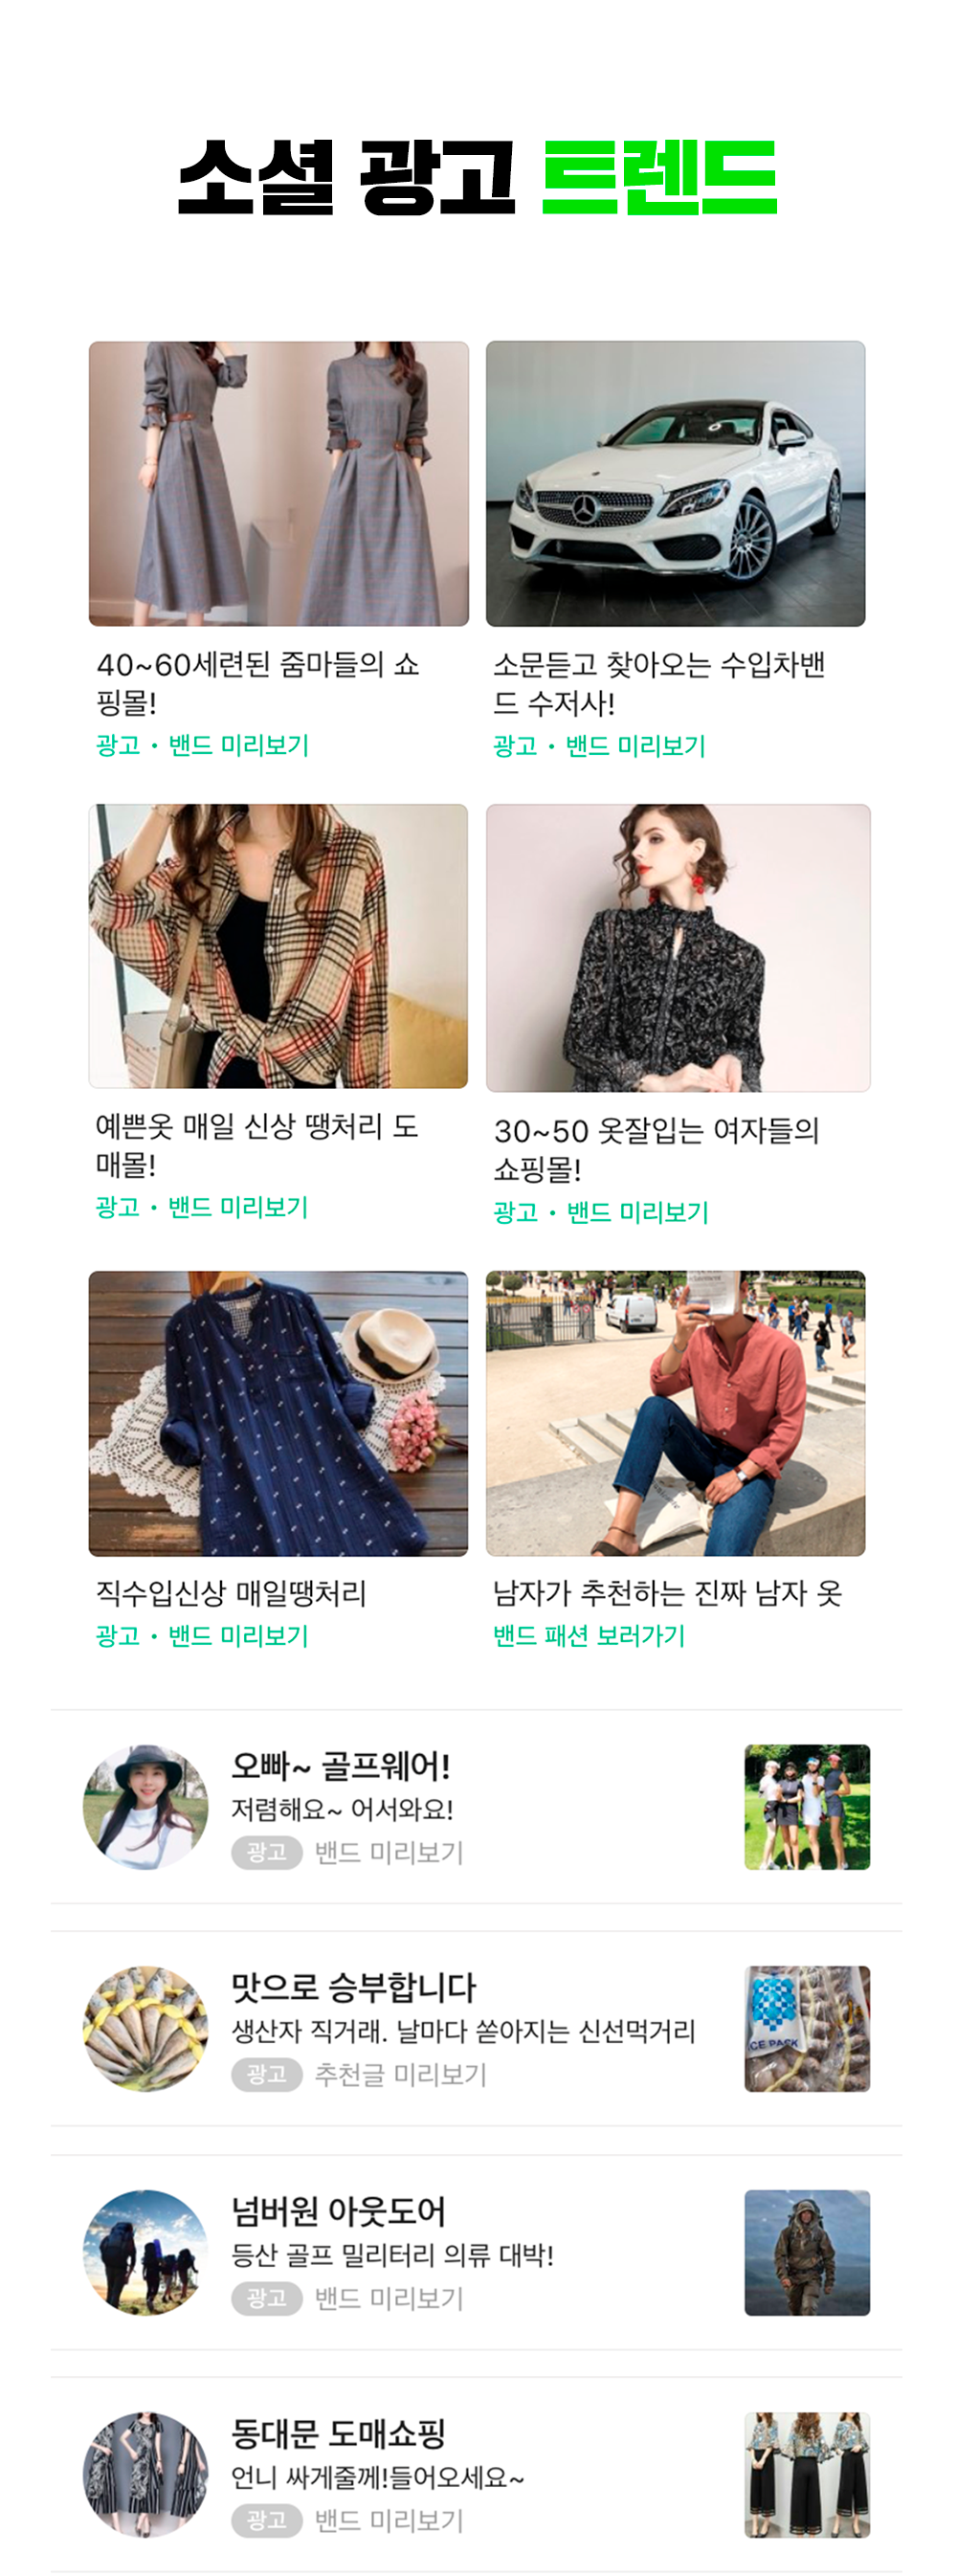 소셜 광고 트렌드
40~60세련된 줌마들의 쇼
핑몰!
광고 • 밴드 미리보기
소문듣고 찾아오는 수입차밴
드 수저사!
광고 • 밴드 미리보기
예쁜옷 매일 신상 땡처리 도
매몰!
광고 • 밴드 미리보기
30~50 옷잘입는 여자들의
쇼핑몰!
광고 • 밴드 미리보기
직수입신상 매일땡처리
광고 • 밴드 미리보기
남자가 추천하는 진짜 남자 옷
밴드 패션 보러가기
오빠~ 골프웨어!
저렴해요~ 어서와요!
광고 밴드 미리보기
맛으로 승부합니다
생산자 직거래. 날마다 쏟아지는 신선먹거리
광고 추천글 미리보기
ICE PACK
넘버원 아웃도어
등산 골프 밀리터리 의류 대박!
광고 밴드 미리보기
동대문 도매쇼핑
언니 싸게줄께!들어오세요~
광고 밴드 미리보기